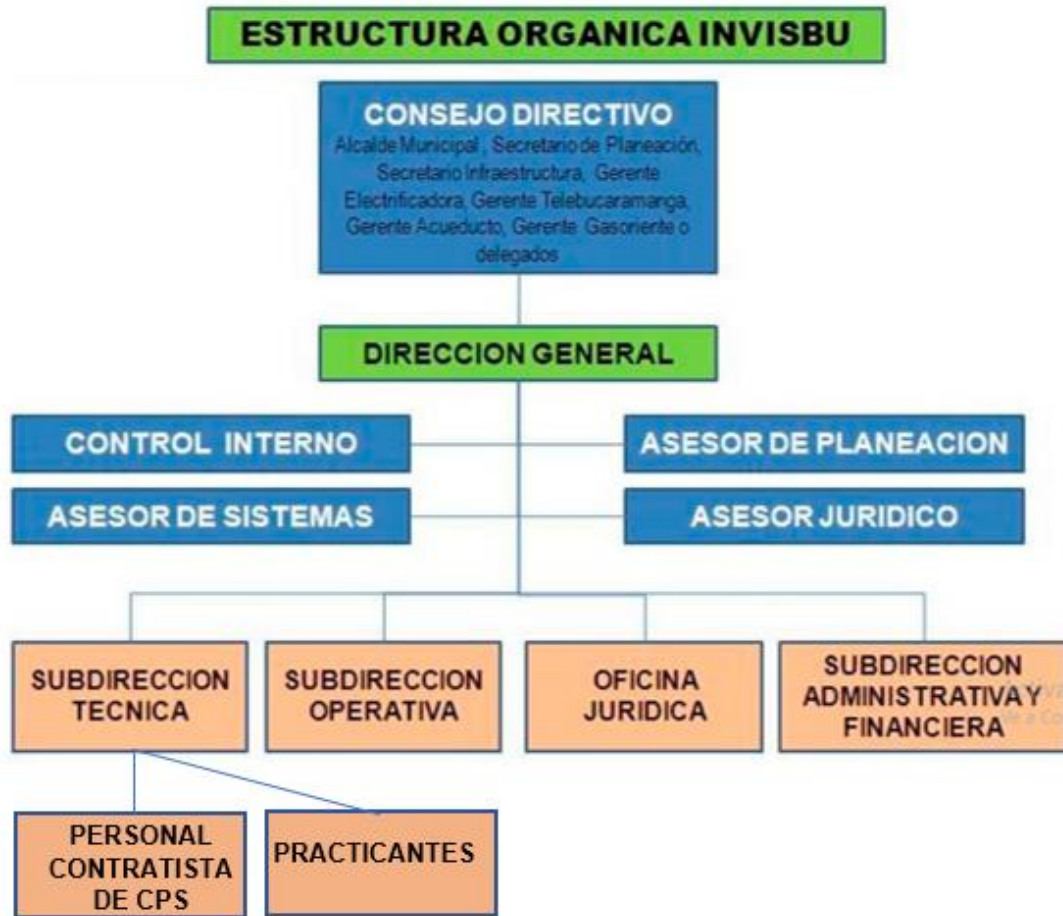 ESTRUCTURA ORGANICA INVISBU
CONSEJO DIRECTIVO
Alcalde Municipal, Secretario de Planeación,
Secretario Infraestructura, Gerente
Electrificadora, Gerente Telebucaramanga,
Gerente Acueducto, Gerente Gasoriente o
delegados
DIRECCION GENERAL
CONTROL INTERNO
ASESOR DE PLANEACION
ASESOR DE SISTEMAS
ASESOR JURIDICO
SUBDIRECCION
TECNICA
SUBDIRECCION
OPERATIVA
OFICINA
JURIDICA
SUBDIRECCION
ADMINISTRATIVA Y
FINANCIERA
PERSONAL
CONTRATISTA
DE CPS
PRACTICANTES